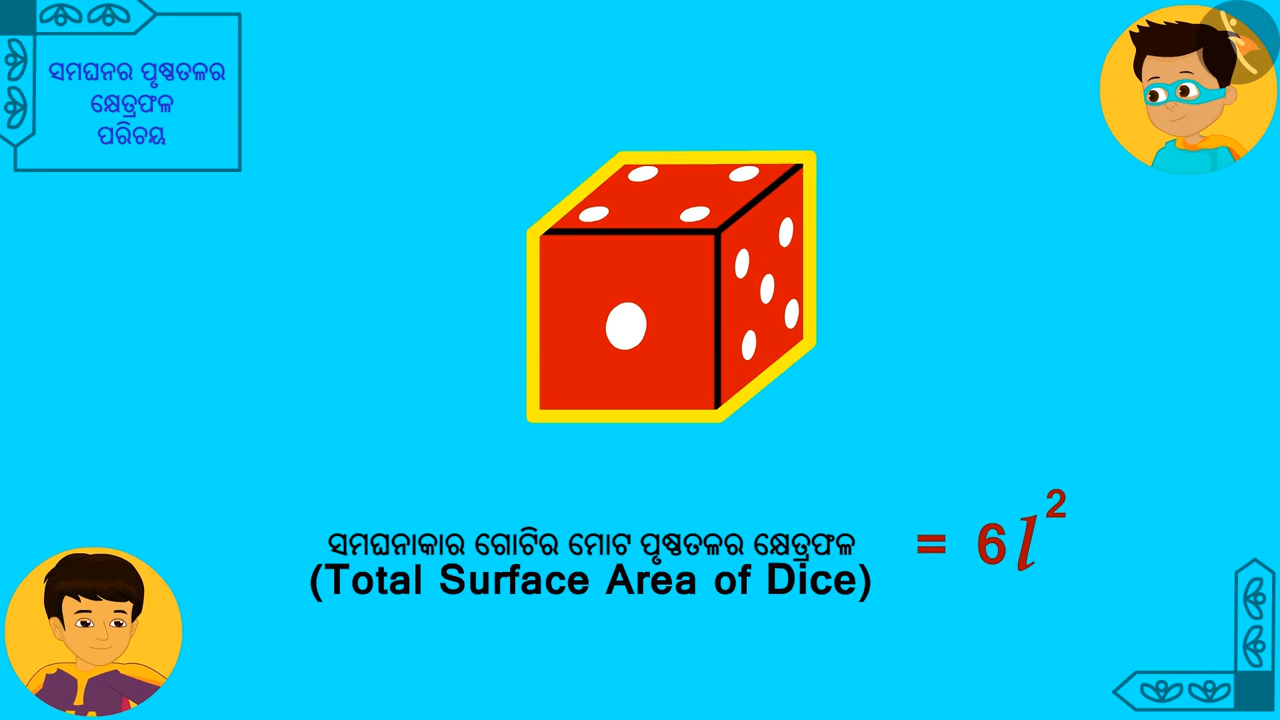 ସମଘନର ପୃଷ୍ଠତଳର
କ୍ଷେତ୍ରଫଳ
ପରିଚୟ
ସମଘନାକାର ଗୋଟିର ମୋଟ ପୃଷ୍ଠତଳର କ୍ଷେତ୍ରଫଳ
(Total Surface Area of Dice) = 6l²